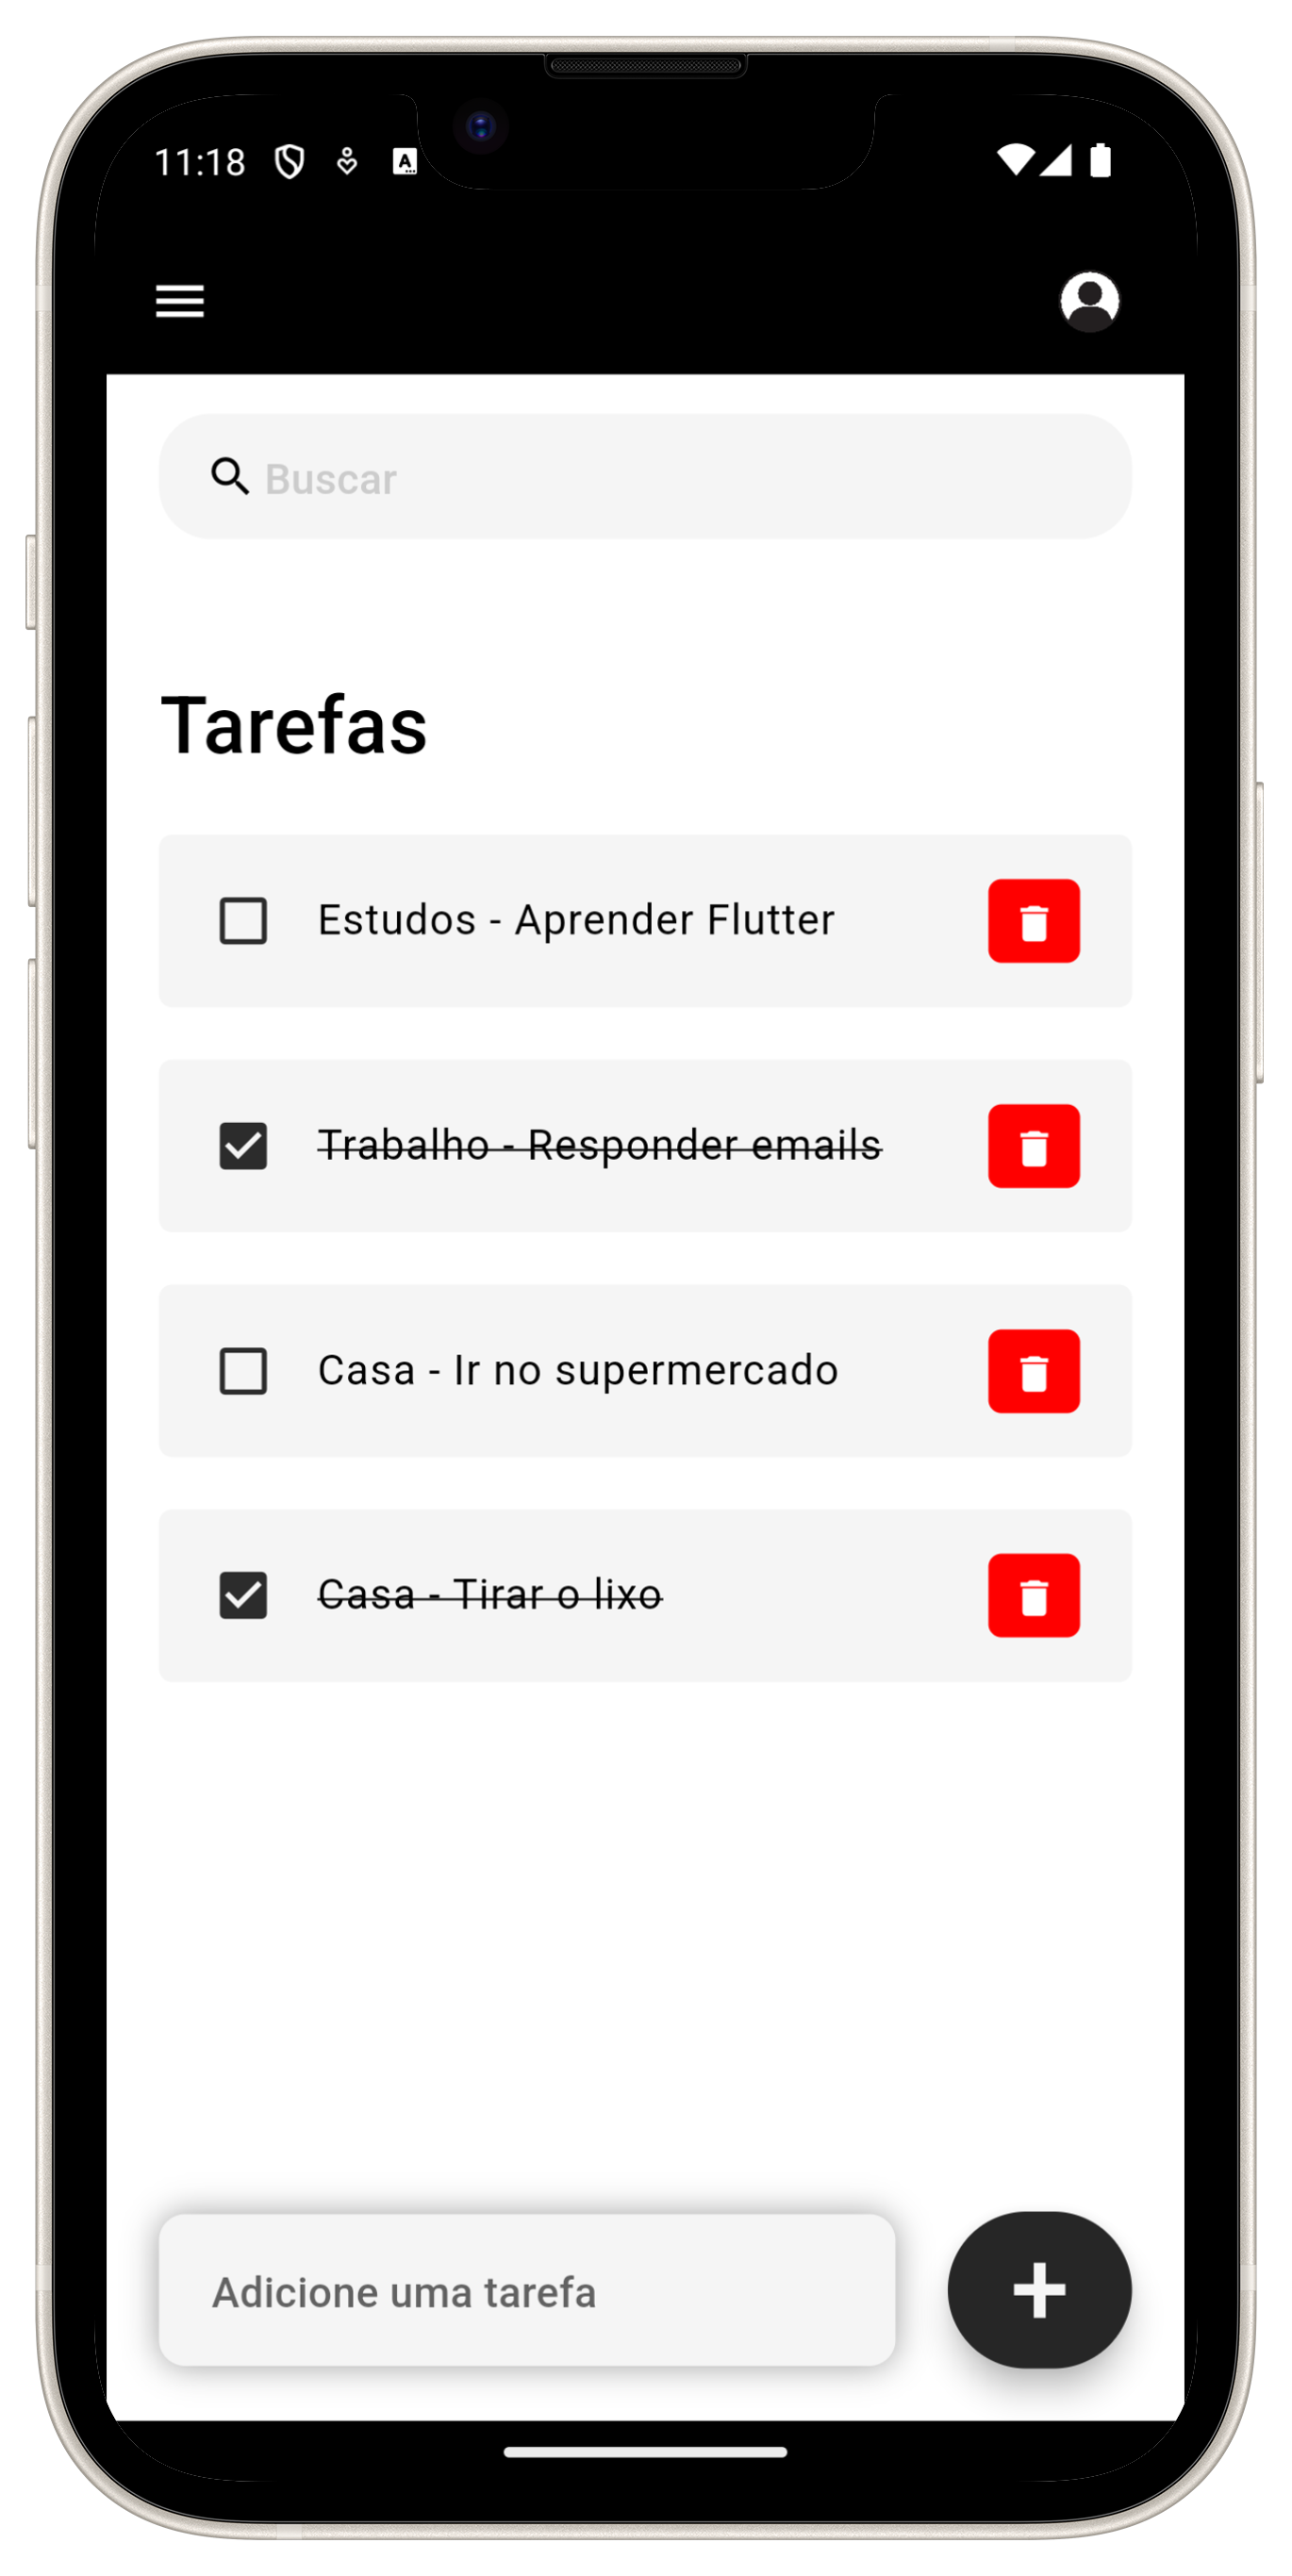 11:18
A
Buscar
Tarefas
Estudos - Aprender Flutter
Trabalho - Responder emails
Casa - Ir no supermercado
Casa - Tirar o lixo
Adicione uma tarefa